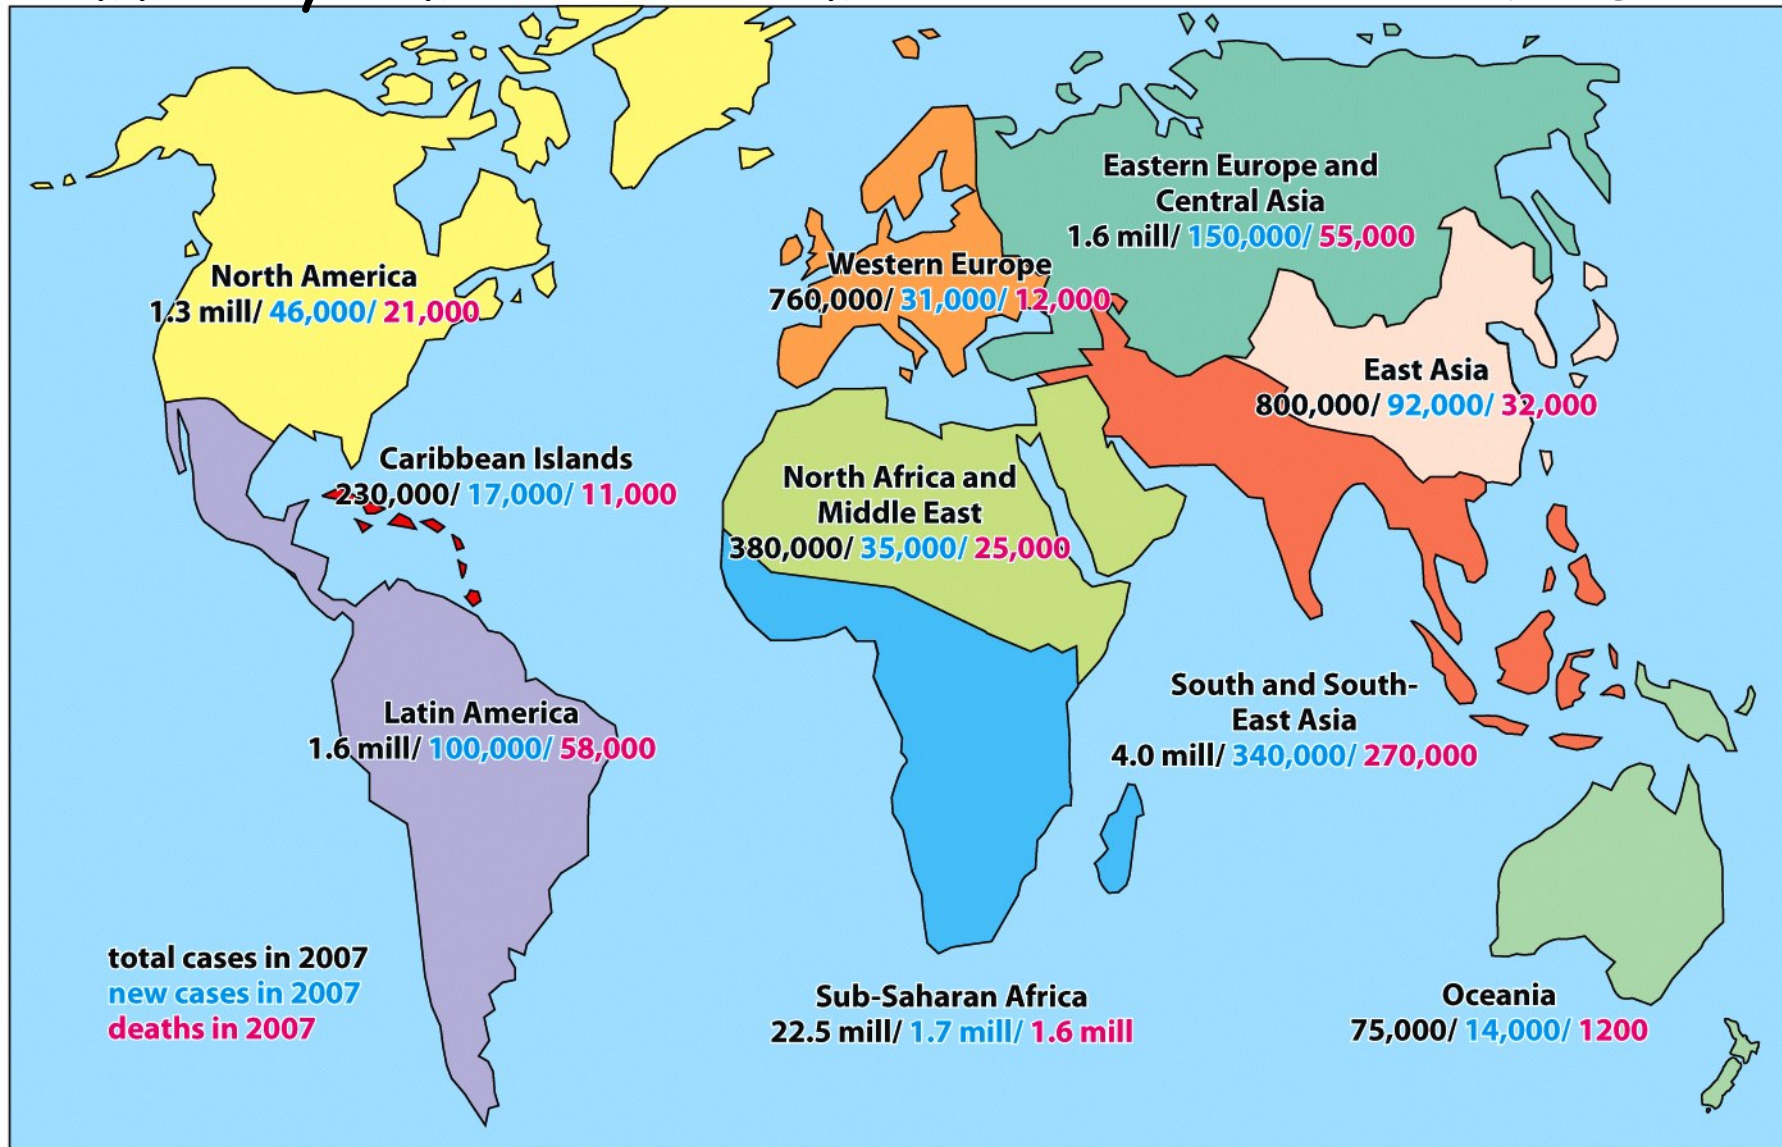 Eastern Europe and
Central Asia
1.6 mill/ 150,000/ 55,000
North America
1.3 mill/ 46,000/ 21,000
Western Europe
760,000/ 31,000/ 12,000
East Asia
800,000/ 92,000/ 32,000
Caribbean Islands
230,000/ 17,000/ 11,000
North Africa and
Middle East
380,000/ 35,000/ 25,000
Latin America
1.6 mill/ 100,000/ 58,000
South and South-
East Asia
4.0 mill/ 340,000/ 270,000
total cases in 2007
new cases in 2007
deaths in 2007
Sub-Saharan Africa
22.5 mill/ 1.7 mill/ 1.6 mill
Oceania
75,000/ 14,000/ 1200